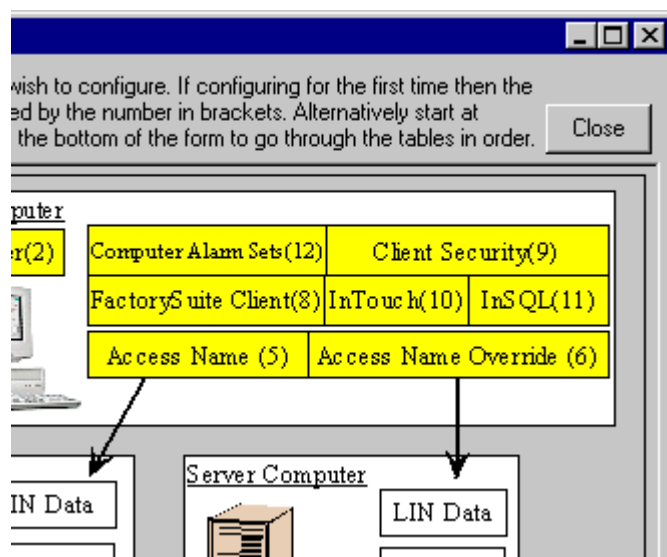 wish to configure. If configuring for the first time then the
ed by the number in brackets. Alternatively start at
the bottom of the form to go through the tables in order.
Close
puter
r(2) Computer Alarm Sets(12) Client Security(9)
FactorySuite Client(8) InTouch(10) InSQL(11)
Access Name (5) Access Name Override (6)
Server Computer
IN Data
LIN Data